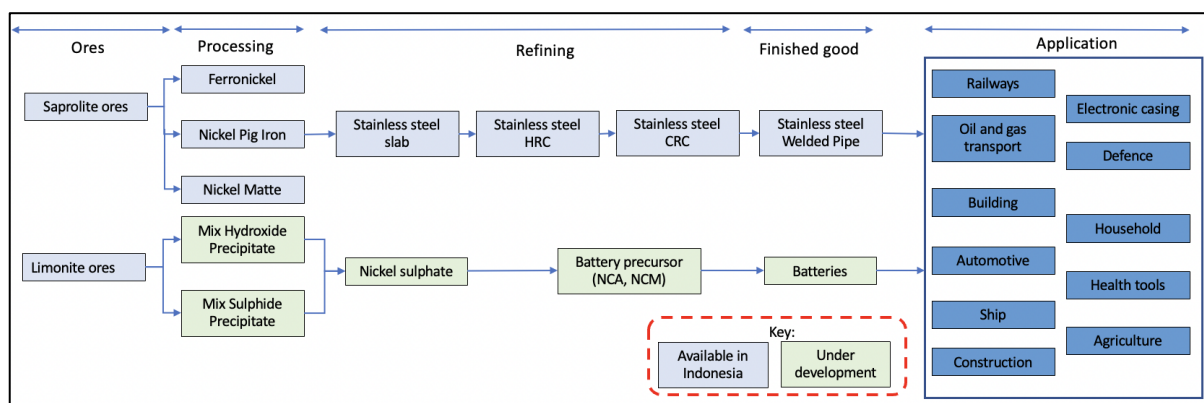 Ores
Processing
Refining
Finished good
Application
Ferronickel
Saprolite ores
Nickel Pig Iron
Stainless steel
slab
Stainless steel
HRC
Stainless steel
CRC
Stainless steel
Welded Pipe
Nickel Matte
Limonite ores
Mix Hydroxide
Precipitate
Mix Sulphide
Precipitate
Nickel sulphate
Battery precursor
(NCA, NCM)
Batteries
Railways
Electronic casing
Oil and gas
transport
Defence
Building
Household
Automotive
Health tools
Ship
Agriculture
Construction
Key:
Available in
Indonesia
Under
development